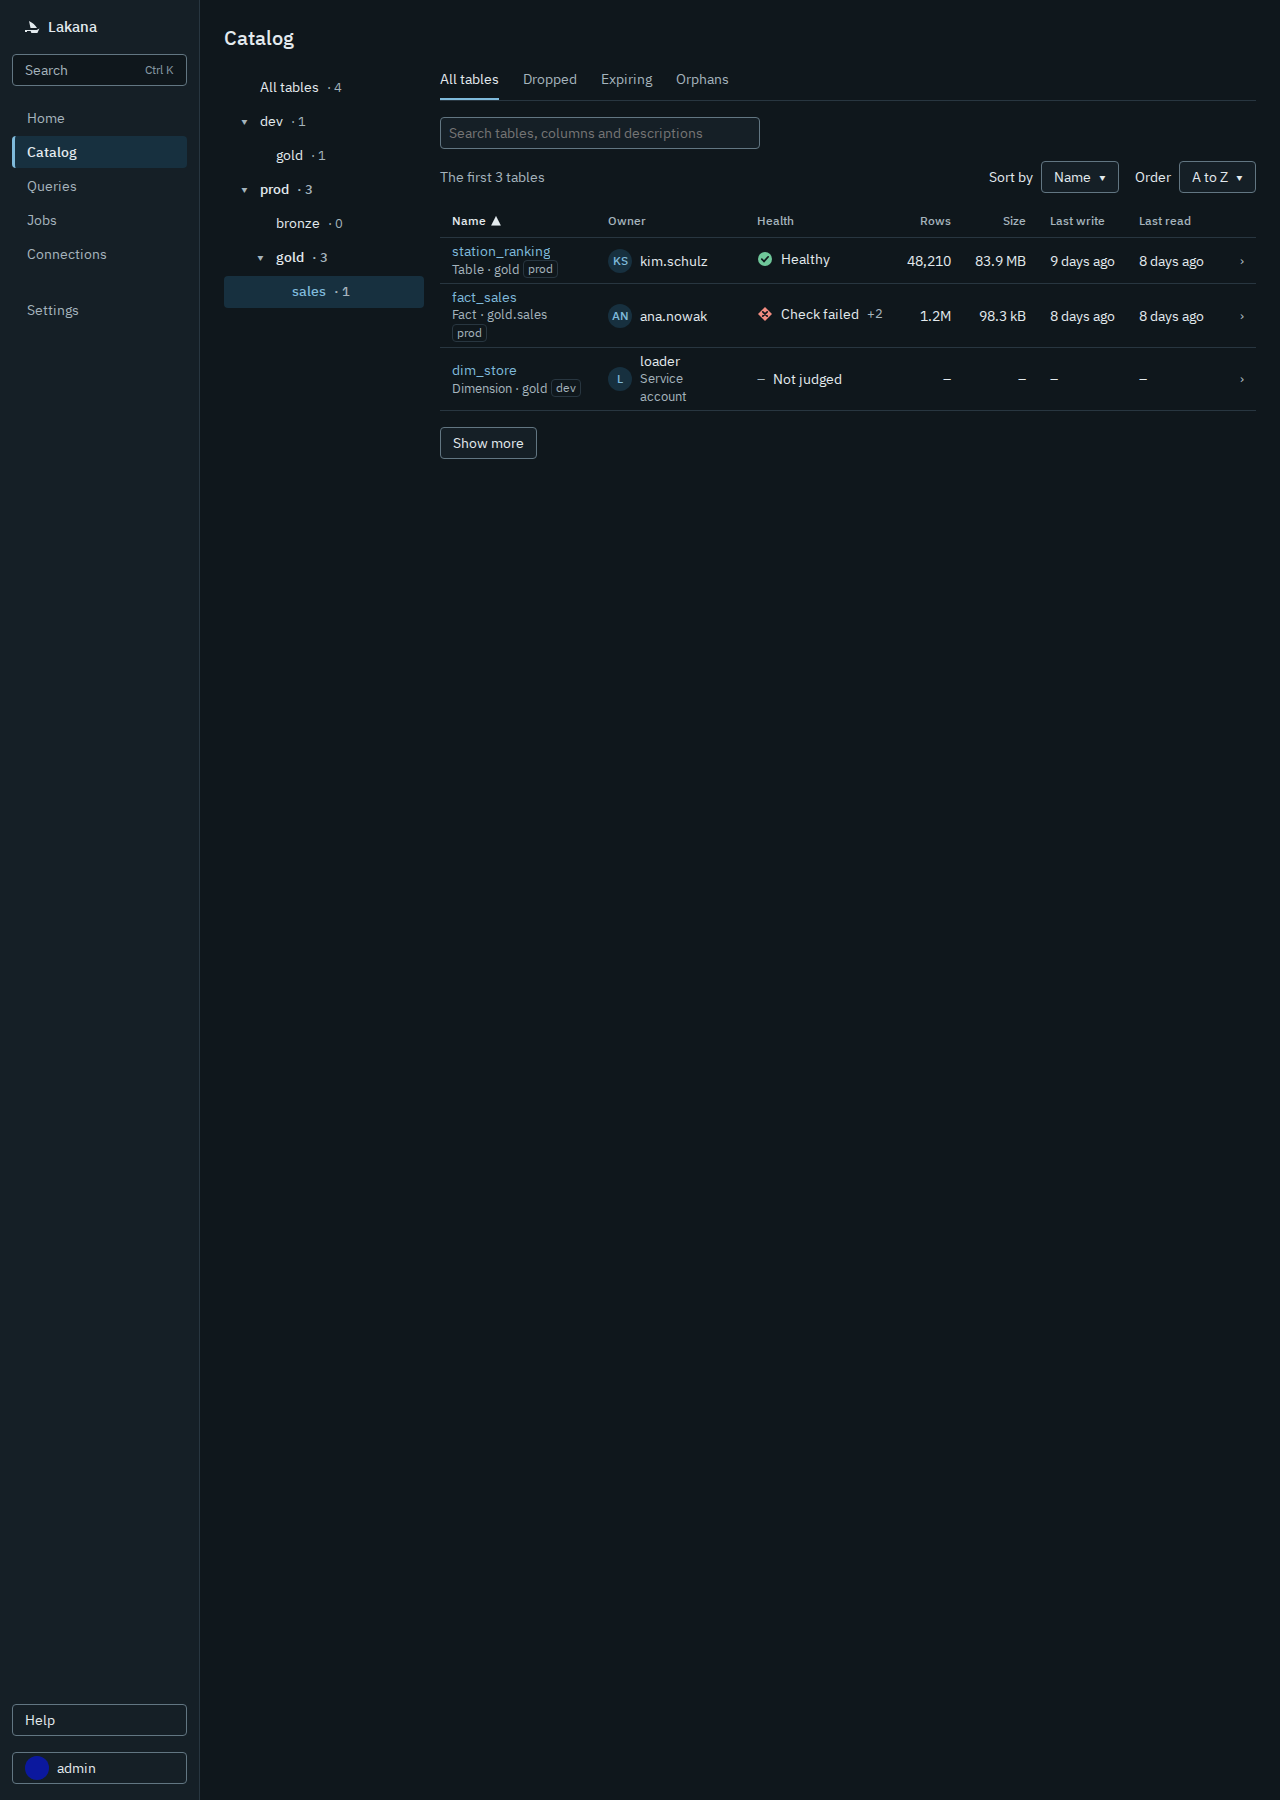 Lakana
Search Ctrl K
Home
Catalog
Queries
Jobs
Connections
Settings
Help
admin
Catalog
All tables · 4
dev · 1
gold · 1
prod · 3
bronze · 0
gold · 3
sales · 1
All tables Dropped Expiring Orphans
Search tables, columns and descriptions
The first 3 tables Sort by Name Order A to Z
Name Owner Health Rows Size Last write Last read
station_ranking
Table · gold prod
KS kim.schulz Healthy 48,210 83.9 MB 9 days ago 8 days ago
fact_sales
Fact · gold.sales
prod
AN ana.nowak Check failed +2 1.2M 98.3 kB 8 days ago 8 days ago
dim_store
Dimension · gold dev
L loader
Service
account
– Not judged – – – –
Show more